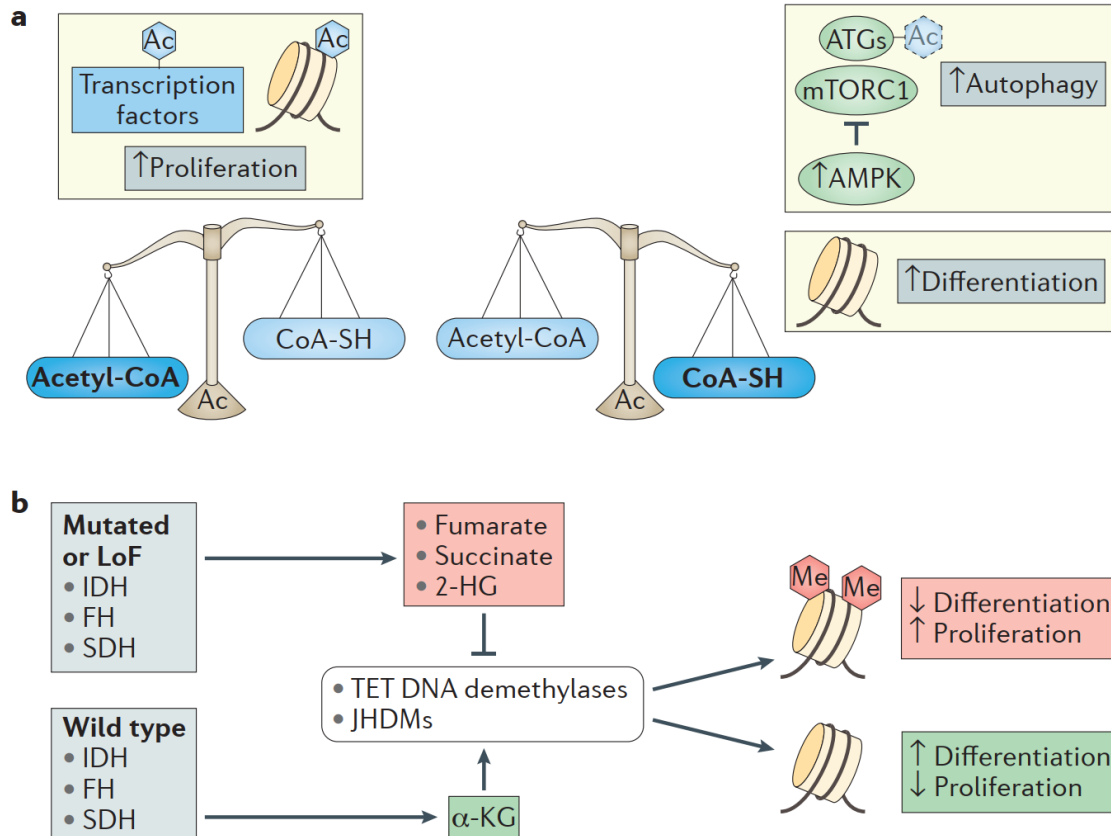 a
Ac
Ac
Transcription
factors
↑Proliferation
Acetyl-CoA
CoA-SH
Ac
Acetyl-CoA
CoA-SH
Ac
ATGs
Ac
mTORC1
↑Autophagy
↑AMPK
↑Differentiation
b
Mutated
or LoF
• IDH
• FH
• SDH
• Fumarate
• Succinate
• 2-HG
• TET DNA demethylases
• JHDMs
Me
Me
↓ Differentiation
↑ Proliferation
Wild type
• IDH
• FH
• SDH
α-KG
↑ Differentiation
↓ Proliferation